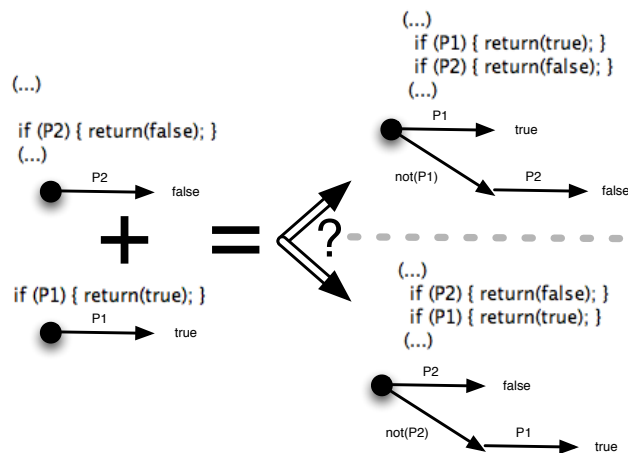 (...)
if (P2) { return(false); }
(...)
P2
false
+
=
?
if (P1) { return(true); }
P1
true
(...)
if (P1) { return(true); }
if (P2) { return(false); }
(...)
P1
true
not(P1)
P2
false
(...)
if (P2) { return(false); }
if (P1) { return(true); }
(...)
P2
false
not(P2)
P1
true